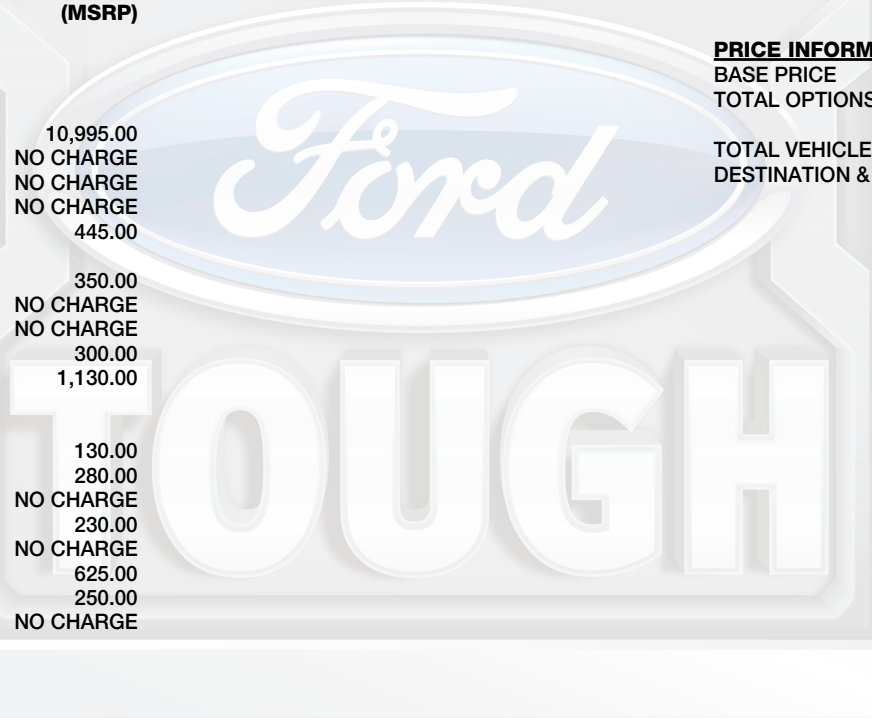 (MSRP)
10,995.00
NO CHARGE
NO CHARGE
NO CHARGE
445.00
350.00
NO CHARGE
NO CHARGE
300.00
1,130.00
130.00
280.00
NO CHARGE
230.00
NO CHARGE
625.00
250.00
NO CHARGE
PRICE INFORM
BASE PRICE
TOTAL OPTIONS
TOTAL VEHICLE
DESTINATION &
Ford
TOUGH